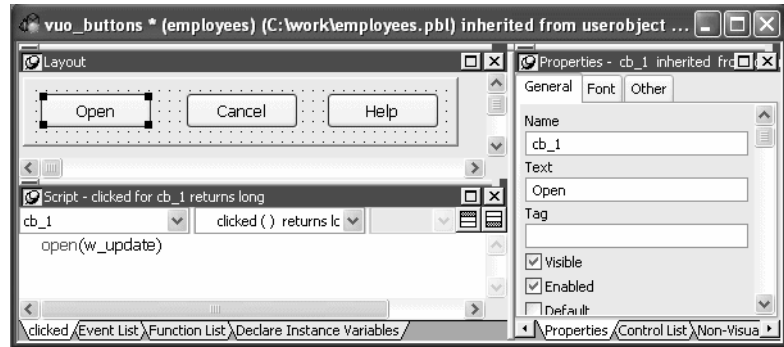 vuo_buttons * (employees) (C:\work\employees.pbl) inherited from userobject ...
Layout
Open
Cancel
Help
Script - clicked for cb_1 returns long
cb_1
clicked ( ) returns lc
open(w_update)
clicked
Event List
Function List
Declare Instance Variables
Properties - cb_1 inherited fro
General
Font
Other
Name
cb_1
Text
Open
Tag
Visible
Enabled
Default
Properties
Control List
Non-Visua